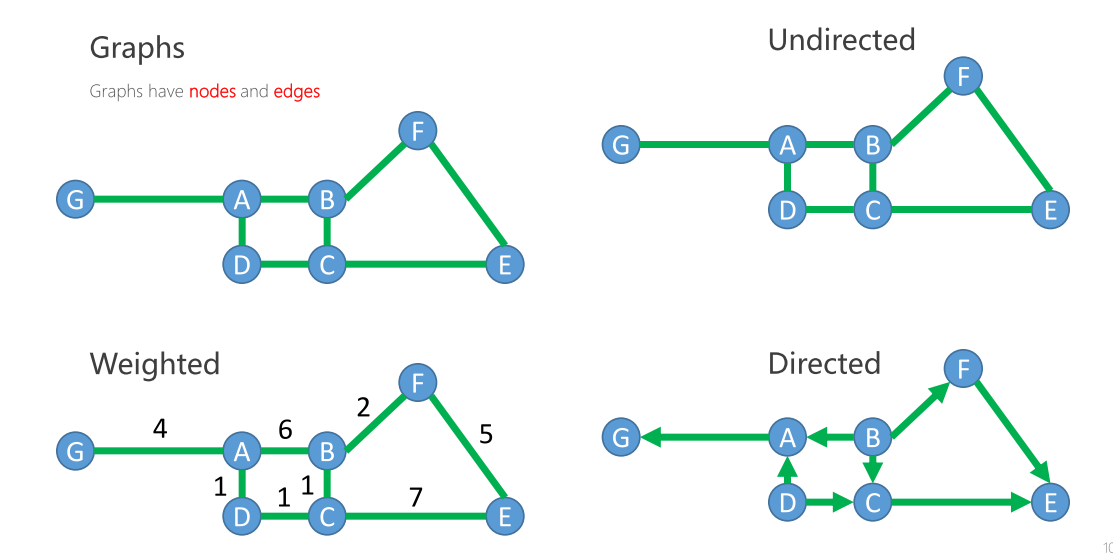 Graphs
Graphs have nodes and edges
F
G
A
B
D
C
E
Undirected
F
G
A
B
D
C
E
Weighted
F
2
4
6
5
G
A
B
1
1
1
7
D
C
E
Directed
F
G
A
B
D
C
E
10